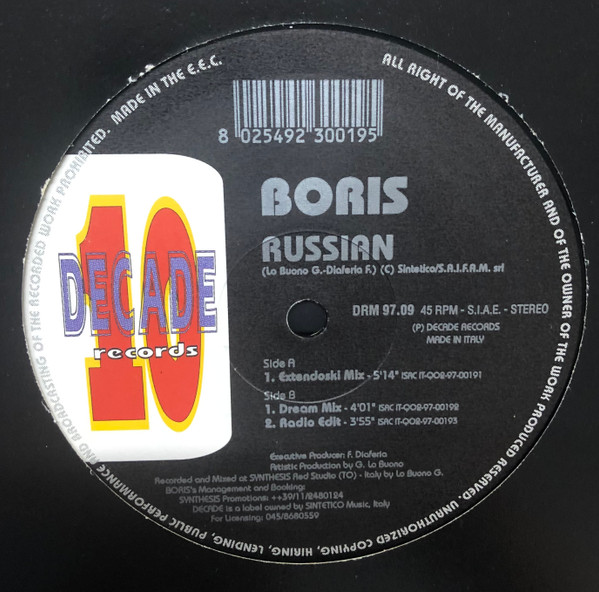 MADE IN THE E.E.C.
ALL RIGHT OF THE MANUFACTURER AND OF THE OWNER OF THE WORK PRODUCED RESERVED. UNAUTHORIZED COPYING, HIRING, LENDING, PUBLIC PERFORMANCE AND BROADCASTING OF THE RECORDED WORK PROHIBITED.
8 025492 300195
10
DECADE
records
BORIS
RUSSIAN
(Lo Buono G.-Diaferia F.) (C) Sintetico/S.A.I.F.A.M. srl
DRM 97.09 45 RPM - S.I.A.E. - STEREO
(P) DECADE RECORDS
MADE IN ITALY
Side A
1. Extendoski Mix - 5'14" ISRC IT-QO2-97-00191
Side B
1. Dream Mix - 4'01" ISRC IT-QO2-97-00192
2. Radio Edit - 3'55" ISRC IT-QO2-97-00193
Executive Producer: F. Diaferia
Artistic Production by G. Lo Buono
Recorded and Mixed at SYNTHESIS Red Studio (TO) - Italy by Lo Buono G.
BORIS's Management and Booking:
SYNTHESIS Promotions: ++39/11/2480124
DECADE is a label owned by SINTETICO Music, Italy
For Licensing: 045/8680559